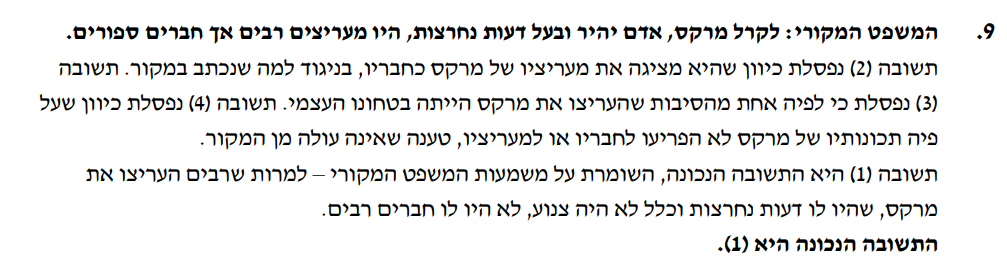 9. המשפט המקורי: לקרל מרקס, אדם יהיר ובעל דעות נחרצות, היו מעריצים רבים אך חברים ספורים.
תשובה (2) נפסלת כיוון שהיא מציגה את מעריציו של מרקס כחבריו, בניגוד למה שנכתב במקור. תשובה
(3) נפסלת כי לפיה אחת מהסיבות שהעריצו את מרקס הייתה בטחונו העצמי. תשובה (4) נפסלת כיוון שעל
פיה תכונותיו של מרקס לא הפריעו לחבריו או למעריציו, טענה שאינה עולה מן המקור.
תשובה (1) היא התשובה הנכונה, השומרת על משמעות המשפט המקורי – למרות שרבים העריצו את
מרקס, שהיו לו דעות נחרצות וכלל לא היה צנוע, לא היו לו חברים רבים.
התשובה הנכונה היא (1).